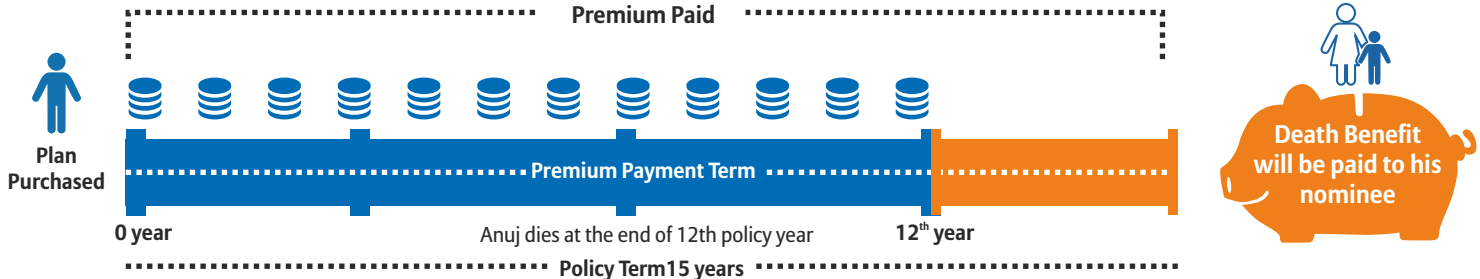 Premium Paid
Plan
Purchased
Premium Payment Term
Death Benefit
will be paid to his
nominee
0 year
Anuj dies at the end of 12th policy year
12th year
Policy Term15 years